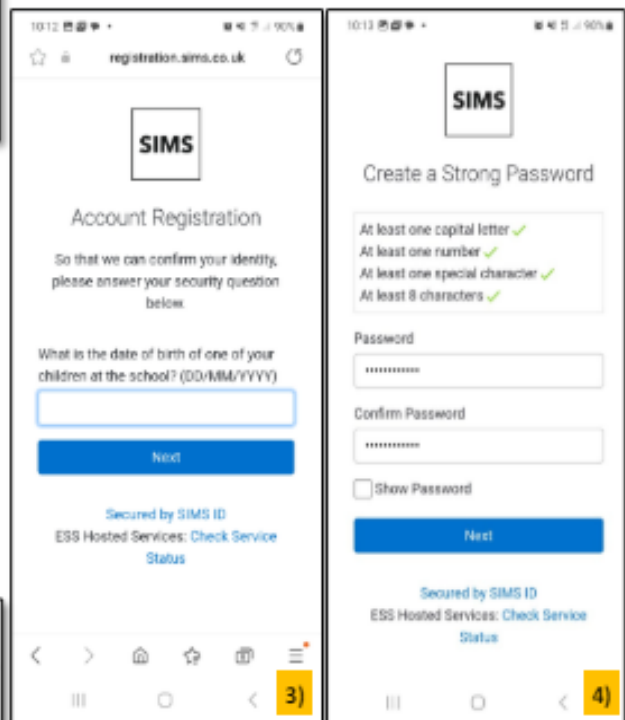 10:12
90%
registration.sims.co.uk
SIMS
Account Registration
So that we can confirm your identity,
please answer your security question
below.
What is the date of birth of one of your
children at the school? (DD/MM/YYYY)
Next
Secured by SIMS ID
ESS Hosted Services: Check Service
Status
3)
10:13
90%
SIMS
Create a Strong Password
At least one capital letter ✓
At least one number ✓
At least one special character ✓
At least 8 characters ✓
Password
••••••••••••
Confirm Password
••••••••••••
Show Password
Next
Secured by SIMS ID
ESS Hosted Services: Check Service
Status
4)